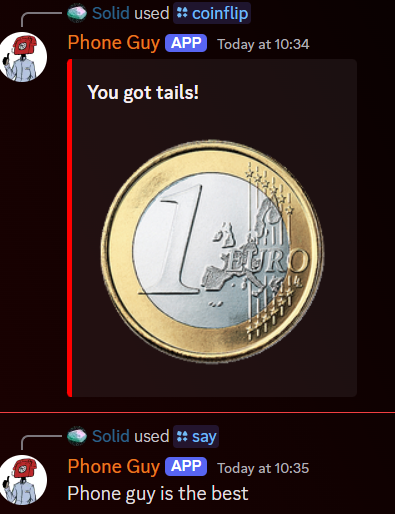 Solid used coinflip
Phone Guy APP Today at 10:34
You got tails!
1 EURO
Solid used say
Phone Guy APP Today at 10:35
Phone guy is the best